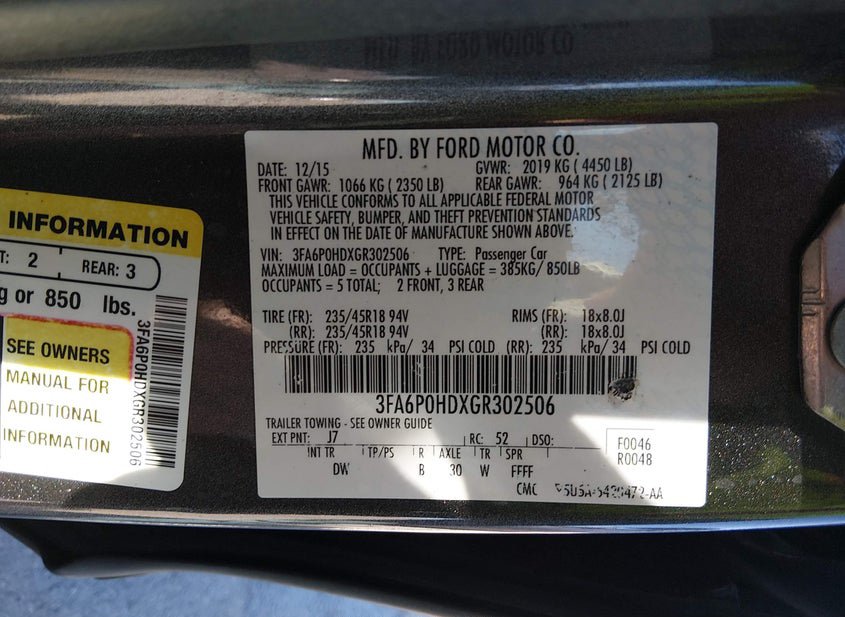 MFD. BY FORD MOTOR CO.
DATE: 12/15 GVWR: 2019 KG ( 4450 LB)
FRONT GAWR: 1066 KG ( 2350 LB) REAR GAWR: 964 KG ( 2125 LB)
THIS VEHICLE CONFORMS TO ALL APPLICABLE FEDERAL MOTOR
VEHICLE SAFETY, BUMPER, AND THEFT PREVENTION STANDARDS
IN EFFECT ON THE DATE OF MANUFACTURE SHOWN ABOVE.
VIN: 3FA6P0HDXGR302506 TYPE: Passenger Car
MAXIMUM LOAD = OCCUPANTS + LUGGAGE = 385KG/ 850LB
OCCUPANTS = 5 TOTAL; 2 FRONT, 3 REAR
TIRE (FR): 235/45R18 94V RIMS (FR): 18x8.0J
(RR): 235/45R18 94V (RR): 18x8.0J
PRESSURE (FR): 235 kPa/ 34 PSI COLD (RR): 235 kPa/ 34 PSI COLD
3FA6P0HDXGR302506
TRAILER TOWING - SEE OWNER GUIDE
EXT PNT: J7 RC: 52 DSO:
F0046
R0048
INT TR TP/PS R AXLE TR SPR
DW B 30 W FFFF
CMC
INFORMATION
T: 2 REAR: 3
g or 850 lbs.
SEE OWNERS
MANUAL FOR
ADDITIONAL
INFORMATION
3FA6P0HDXGR302506